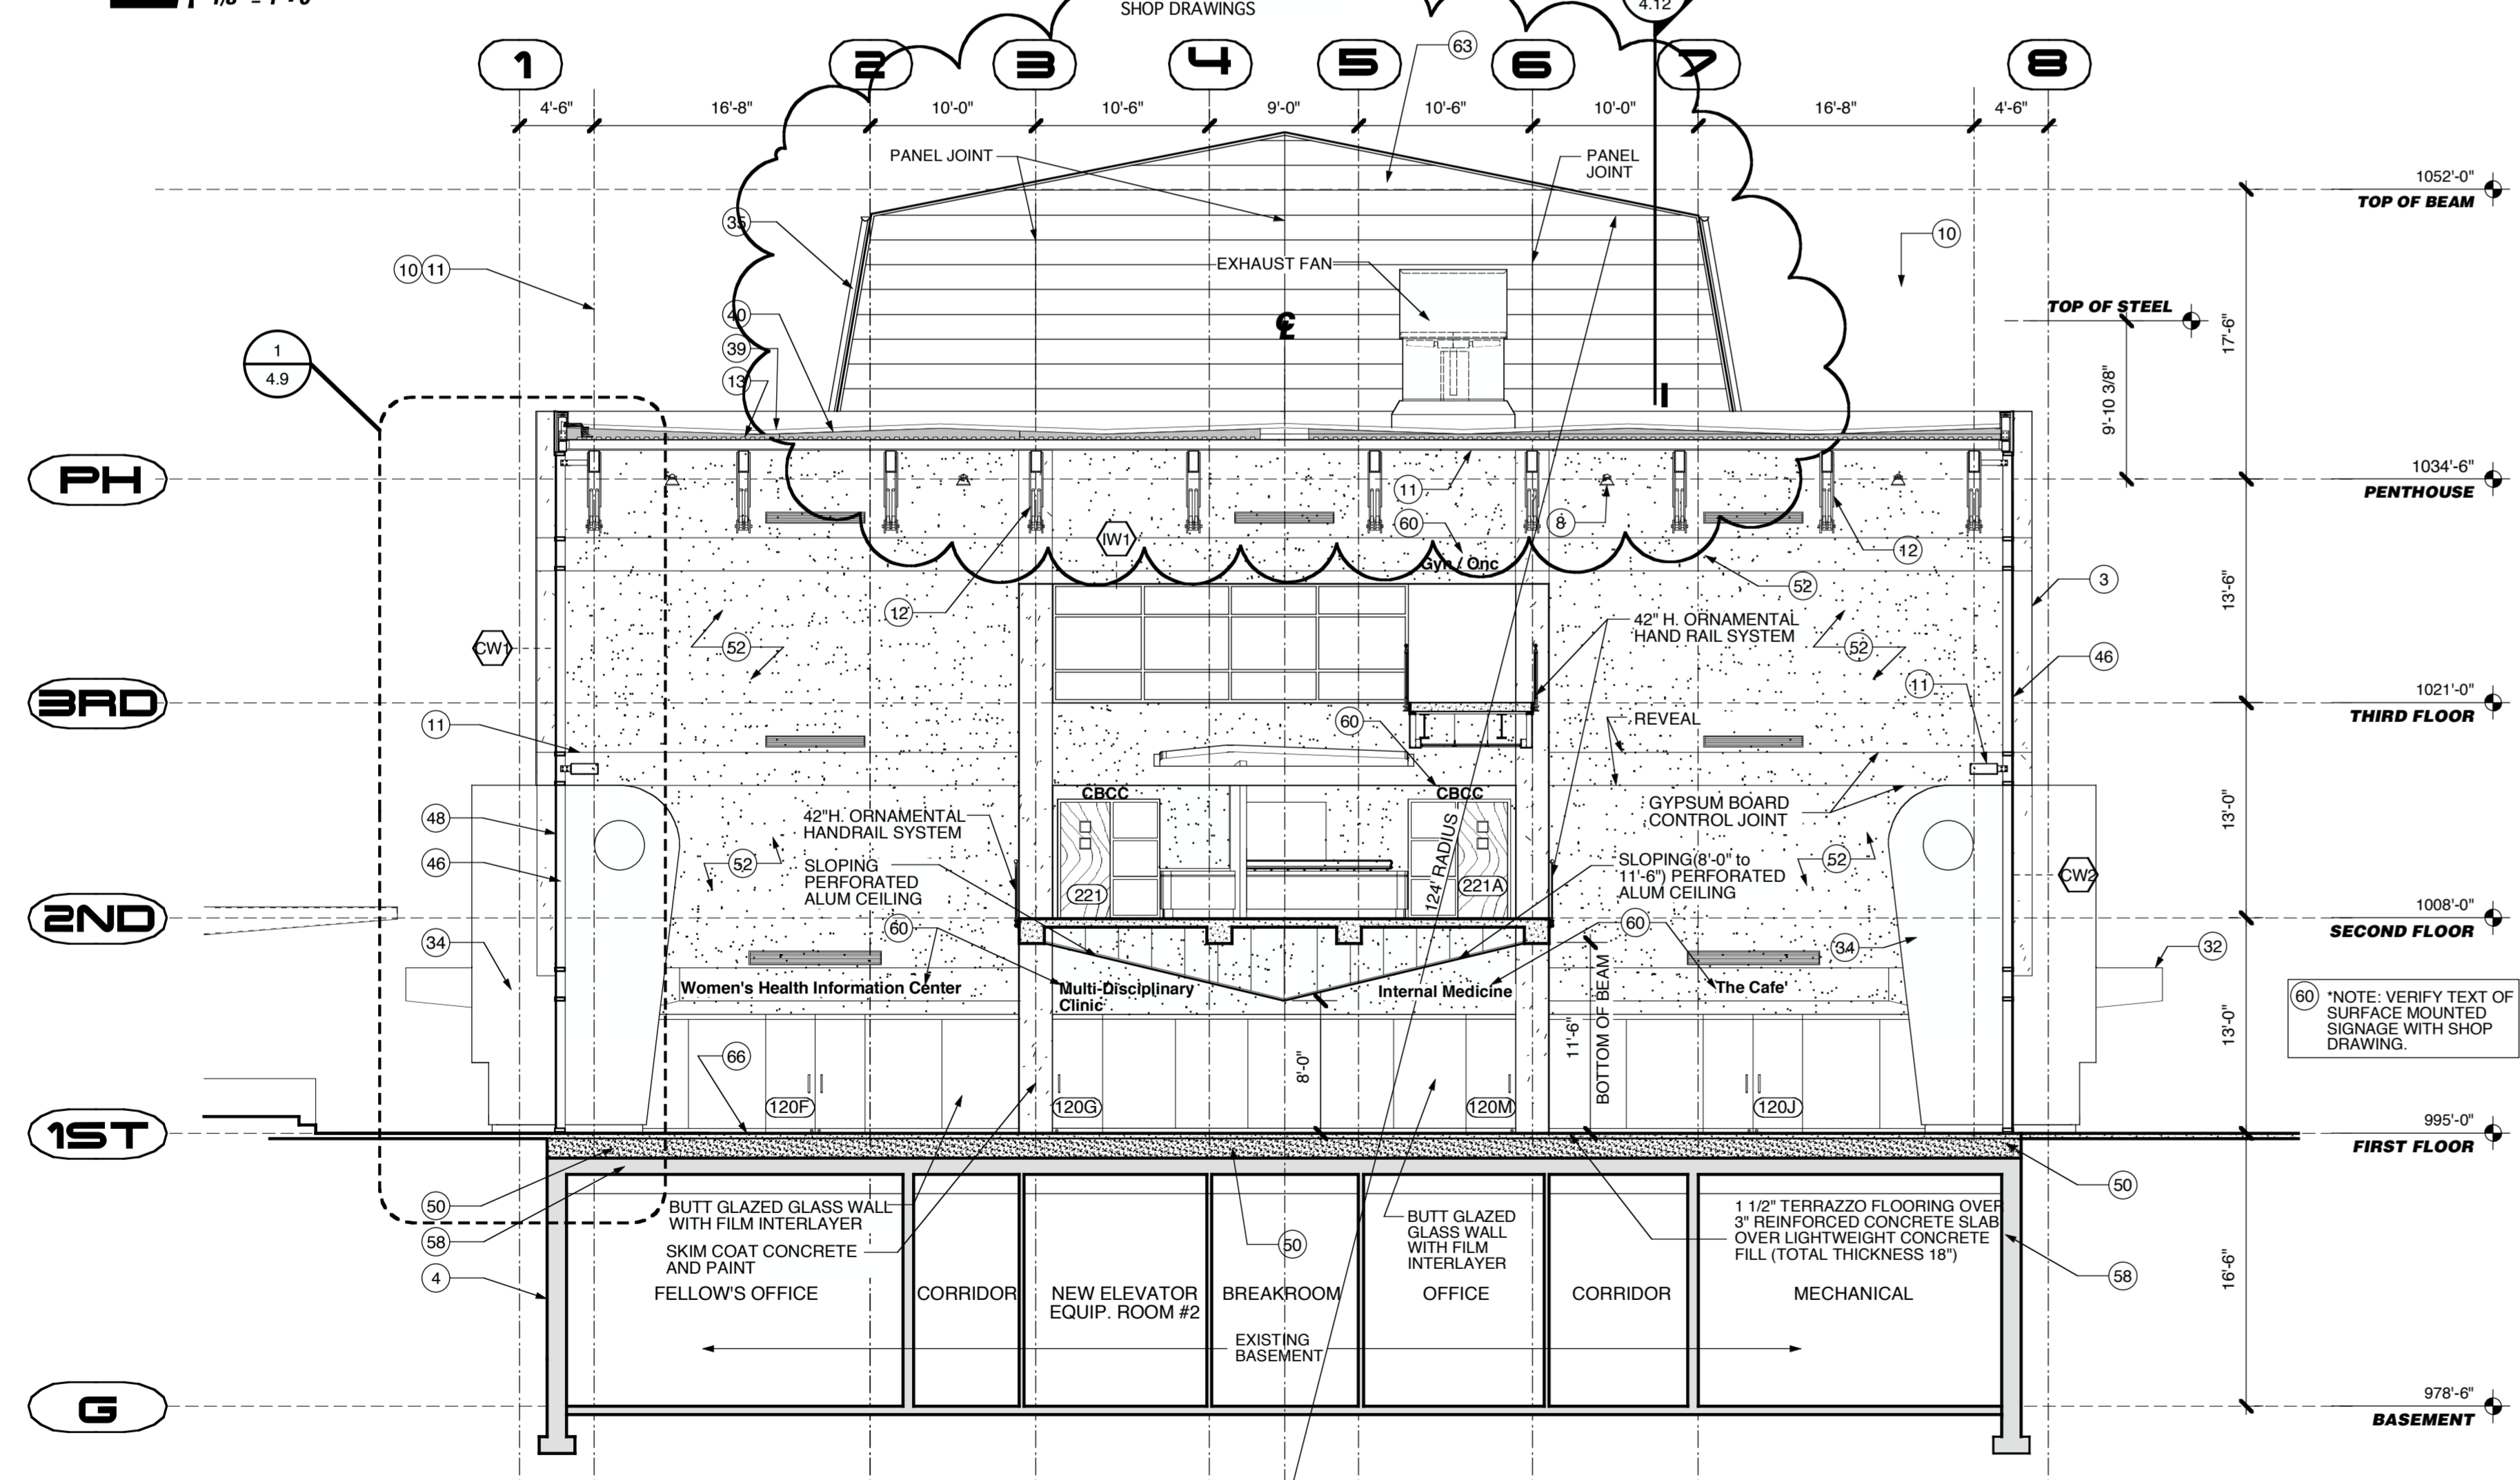 1/8" = 1'-0"
SHOP DRAWINGS
4.12
1
2
3
4
5
6
7
8
63
4'-6"
16'-8"
10'-0"
10'-6"
9'-0"
10'-6"
10'-0"
16'-8"
4'-6"
PANEL JOINT
PANEL
JOINT
1052'-0"
TOP OF BEAM
35
10
10
11
EXHAUST FAN
TOP OF STEEL
40
39
13
17'-6"
1
4.9
9'-10 3/8"
PH
1034'-6"
PENTHOUSE
11
60
8
IW1
12
Gyn / Onc
52
3
12
13'-6"
42" H. ORNAMENTAL
HAND RAIL SYSTEM
CW1
52
52
46
11
3RD
1021'-0"
THIRD FLOOR
11
60
REVEAL
CBCC
CBCC
GYPSUM BOARD
CONTROL JOINT
13'-0"
48
42"H. ORNAMENTAL
HANDRAIL SYSTEM
124' RADIUS
46
52
SLOPING
PERFORATED
ALUM CEILING
52
SLOPING(8'-0" to
11'-6") PERFORATED
ALUM CEILING
CW2
221
221A
2ND
1008'-0"
SECOND FLOOR
60
60
34
34
32
Women's Health Information Center
Multi-Disciplinary
Clinic
Internal Medicine
The Cafe'
60 *NOTE: VERIFY TEXT OF
SURFACE MOUNTED
SIGNAGE WITH SHOP
DRAWING.
BOTTOM OF BEAM
11'-6"
8'-0"
13'-0"
66
120F
120G
120M
120J
1ST
995'-0"
FIRST FLOOR
50
50
58
4
BUTT GLAZED GLASS WALL
WITH FILM INTERLAYER
SKIM COAT CONCRETE
AND PAINT
50
BUTT GLAZED
GLASS WALL
WITH FILM
INTERLAYER
1 1/2" TERRAZZO FLOORING OVER
3" REINFORCED CONCRETE SLAB
OVER LIGHTWEIGHT CONCRETE
FILL (TOTAL THICKNESS 18")
58
16'-6"
FELLOW'S OFFICE
CORRIDOR
NEW ELEVATOR
EQUIP. ROOM #2
BREAKROOM
OFFICE
CORRIDOR
MECHANICAL
EXISTING
BASEMENT
G
978'-6"
BASEMENT